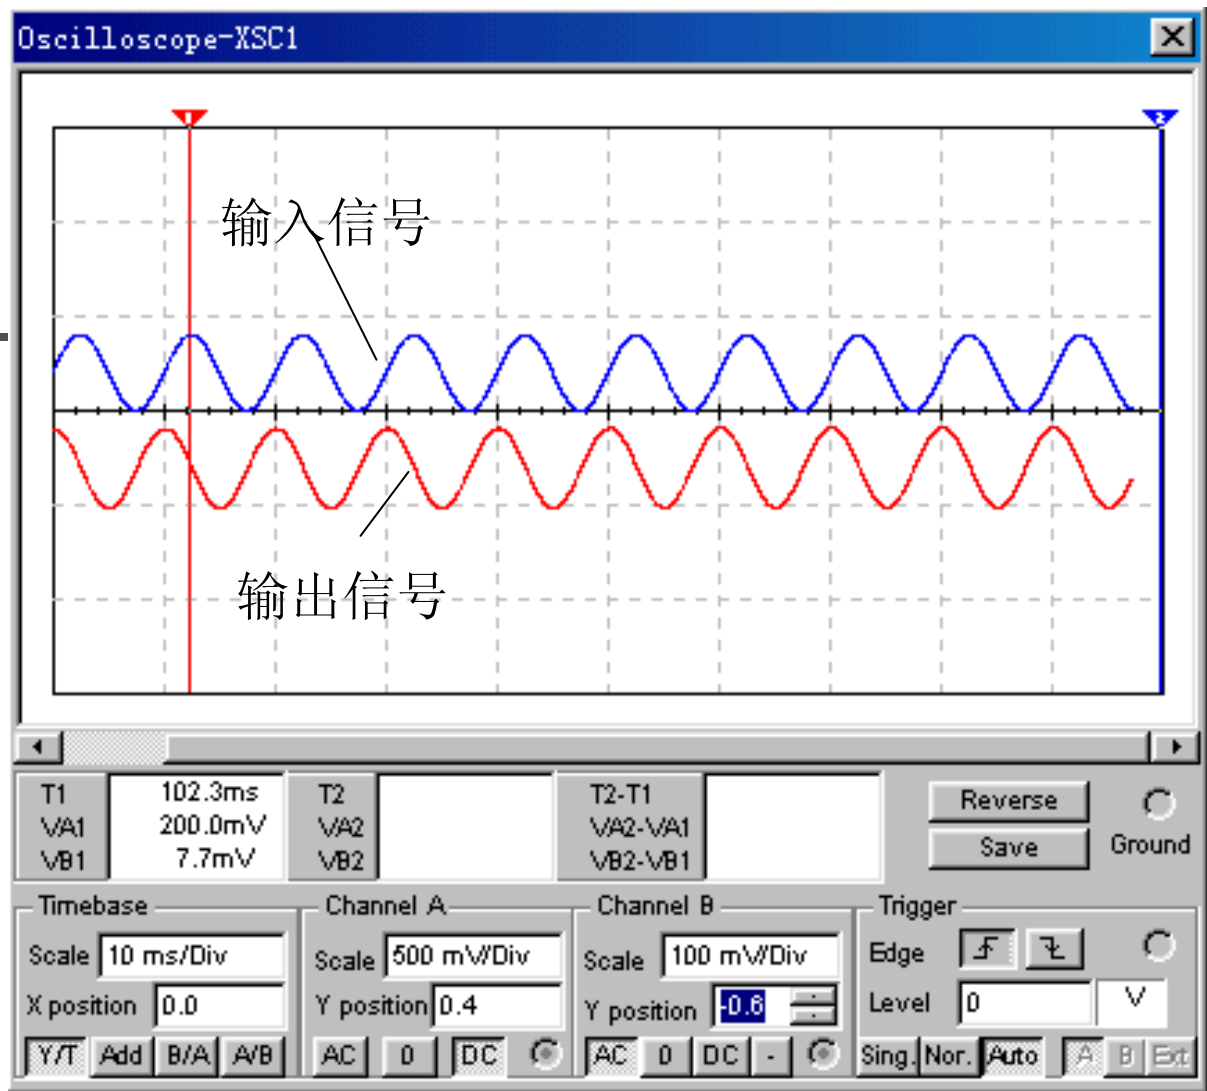 Oscilloscope-XSC1
1
2
输入信号
输出信号
T1 102.3ms T2 T2-T1 Reverse
VA1 200.0mV VA2 VA2-VA1 Ground
VB1 7.7mV VB2 VB2-VB1 Save
Timebase Channel A Channel B Trigger
Scale 10 ms/Div Scale 500 mV/Div Scale 100 mV/Div Edge
X position 0.0 Y position 0.4 Y position -0.6 Level 0 V
Y/T Add B/A A/B AC 0 DC AC 0 DC - Sing. Nor. Auto A B Ext